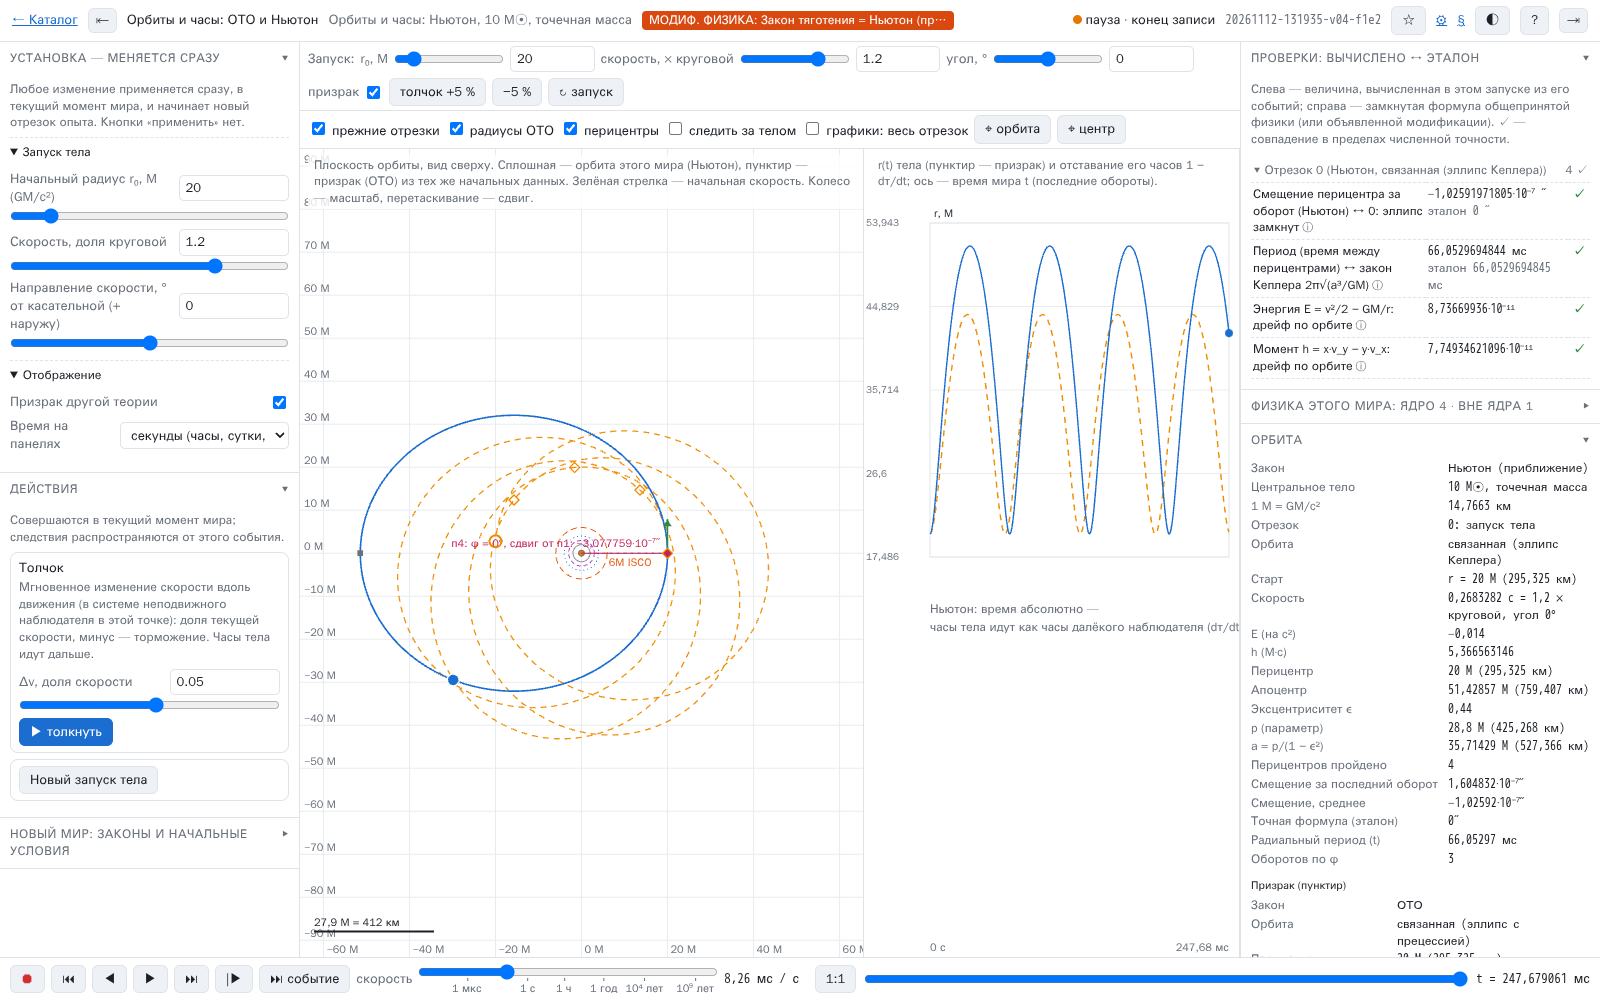 ← Каталог
⇤
Орбиты и часы: ОТО и Ньютон
Орбиты и часы: Ньютон, 10 M☉, точечная масса
МОДИФ. ФИЗИКА: Закон тяготения = Ньютон (пр···
пауза · конец записи
20261112-131935-v04-f1e2
☆
⚙
§
?
⇥
УСТАНОВКА — МЕНЯЕТСЯ СРАЗУ
Любое изменение применяется сразу, в
текущий момент мира, и начинает новый
отрезок опыта. Кнопки «применить» нет.
Запуск тела
Начальный радиус r₀, M
(GM/c²)
20
Скорость, доля круговой
1.2
Направление скорости, °
от касательной (+
наружу)
0
Отображение
Призрак другой теории
Время на
панелях
секунды (часы, сутки,
ДЕЙСТВИЯ
Совершаются в текущий момент мира;
следствия распространяются от этого события.
Толчок
Мгновенное изменение скорости вдоль
движения (в системе неподвижного
наблюдателя в этой точке): доля текущей
скорости, минус — торможение. Часы тела
идут дальше.
Δv, доля скорости
0.05
▶ толкнуть
Новый запуск тела
НОВЫЙ МИР: ЗАКОНЫ И НАЧАЛЬНЫЕ
УСЛОВИЯ
Запуск: r₀, M
20
скорость, × круговой
1.2
угол, °
0
призрак
толчок +5 %
−5 %
↻ запуск
прежние отрезки
радиусы ОТО
перицентры
следить за телом
графики: весь отрезок
⌖ орбита
⌖ центр
Плоскость орбиты, вид сверху. Сплошная — орбита этого мира (Ньютон), пунктир —
призрак (ОТО) из тех же начальных данных. Зелёная стрелка — начальная скорость. Колесо
— масштаб, перетаскивание — сдвиг.
70 M
60 M
50 M
40 M
30 M
20 M
10 M
0 M
−10 M
−20 M
−30 M
−40 M
−50 M
−60 M
−70 M
−80 M
−90 M
п4: φ = 0°, сдвиг от п1: −3,077759·10⁻⁷″
6M ISCO
27,9 M = 412 км
−60 M
−40 M
−20 M
0 M
20 M
40 M
60 M
r(t) тела (пунктир — призрак) и отставание его часов 1 −
dτ/dt; ось — время мира t (последние обороты).
r, M
53,943
44,829
35,714
26,6
17,486
Ньютон: время абсолютно —
часы тела идут как часы далёкого наблюдателя (dτ/dt
0 с
247,68 мс
ПРОВЕРКИ: ВЫЧИСЛЕНО ↔ ЭТАЛОН
Слева — величина, вычисленная в этом запуске из его
событий; справа — замкнутая формула общепринятой
физики (или объявленной модификации). ✓ —
совпадение в пределах численной точности.
Отрезок 0 (Ньютон, связанная (эллипс Кеплера))
4 ✓
Смещение перицентра за
оборот (Ньютон) ↔ 0: эллипс
замкнут ⓘ
−1,02591971805·10⁻⁷ ″
эталон 0 ″
✓
Период (время между
перицентрами) ↔ закон
Кеплера 2π√(a³/GM) ⓘ
66,0529694844 мс
эталон 66,0529694845
мс
✓
Энергия E = v²/2 − GM/r:
дрейф по орбите ⓘ
8,73669936·10⁻¹¹
✓
Момент h = x·v_y − y·v_x:
дрейф по орбите ⓘ
7,74934621096·10⁻¹¹
✓
ФИЗИКА ЭТОГО МИРА: ЯДРО 4 · ВНЕ ЯДРА 1
ОРБИТА
Закон
Ньютон (приближение)
Центральное тело
10 M☉, точечная масса
1 M = GM/c²
14,7663 км
Отрезок
0: запуск тела
Орбита
связанная (эллипс
Кеплера)
Старт
r = 20 M (295,325 км)
Скорость
0,2683282 c = 1,2 ×
круговой, угол 0°
E (на c²)
−0,014
h (M·c)
5,366563146
Перицентр
20 M (295,325 км)
Апоцентр
51,42857 M (759,407 км)
Эксцентриситет ϵ
0,44
p (параметр)
28,8 M (425,268 км)
a = p/(1 − ϵ²)
35,71429 M (527,366 км)
Перицентров пройдено
4
Смещение за последний оборот
1,604832·10⁻⁷″
Смещение, среднее
−1,02592·10⁻⁷″
Точная формула (эталон)
0″
Радиальный период (t)
66,05297 мс
Оборотов по φ
3
Призрак (пунктир)
Закон
ОТО
Орбита
связанная (эллипс с
прецессией)
⏭ событие
скорость
1 мкс
1 с
1 ч
1 год
10⁴ лет
10⁹ лет
8,26 мс / с
1:1
t = 247,679061 мс